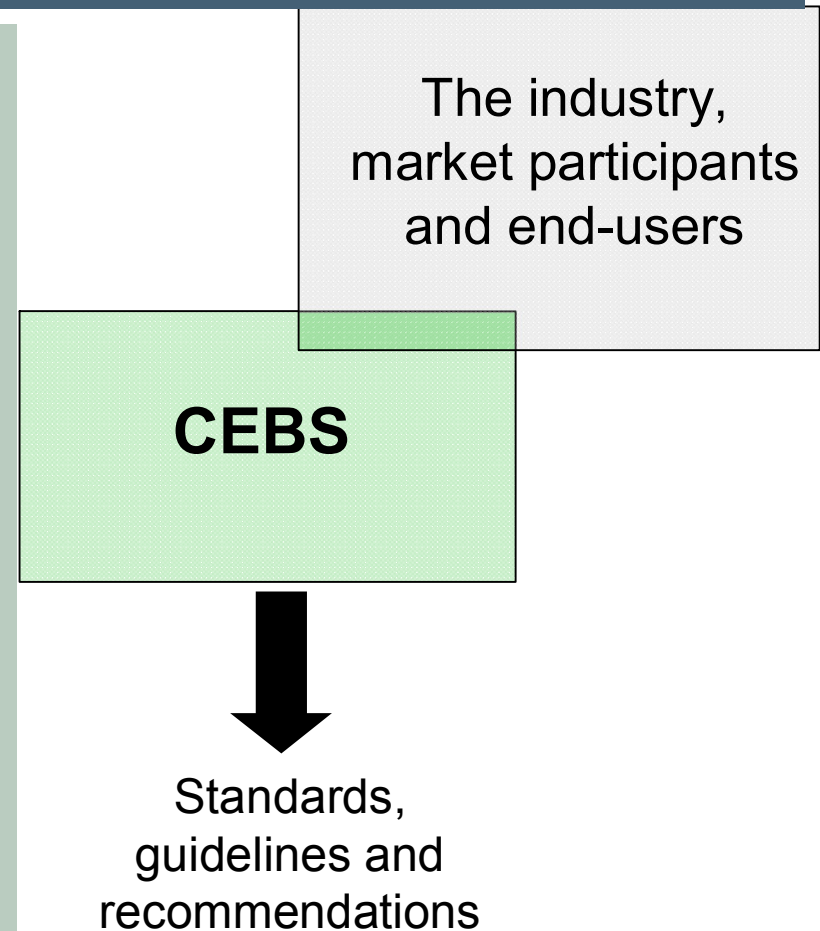 The industry,
market participants
and end-users
CEBS
Standards,
guidelines and
recommendations